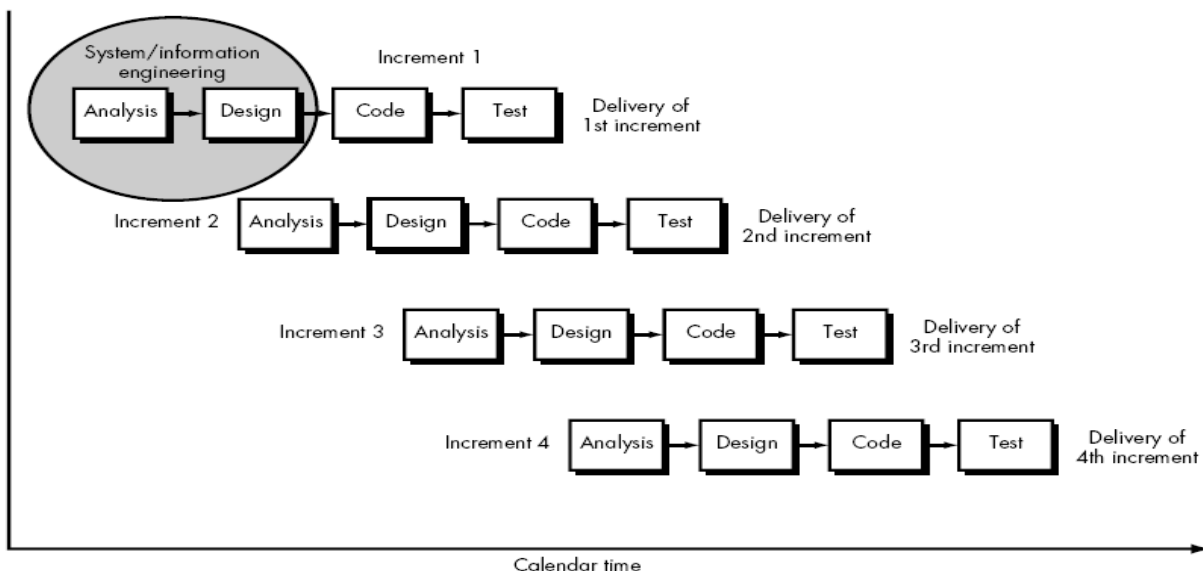 System/information
engineering
Increment 1
Analysis
Design
Code
Test
Delivery of
1st increment
Increment 2
Analysis
Design
Code
Test
Delivery of
2nd increment
Increment 3
Analysis
Design
Code
Test
Delivery of
3rd increment
Increment 4
Analysis
Design
Code
Test
Delivery of
4th increment
Calendar time